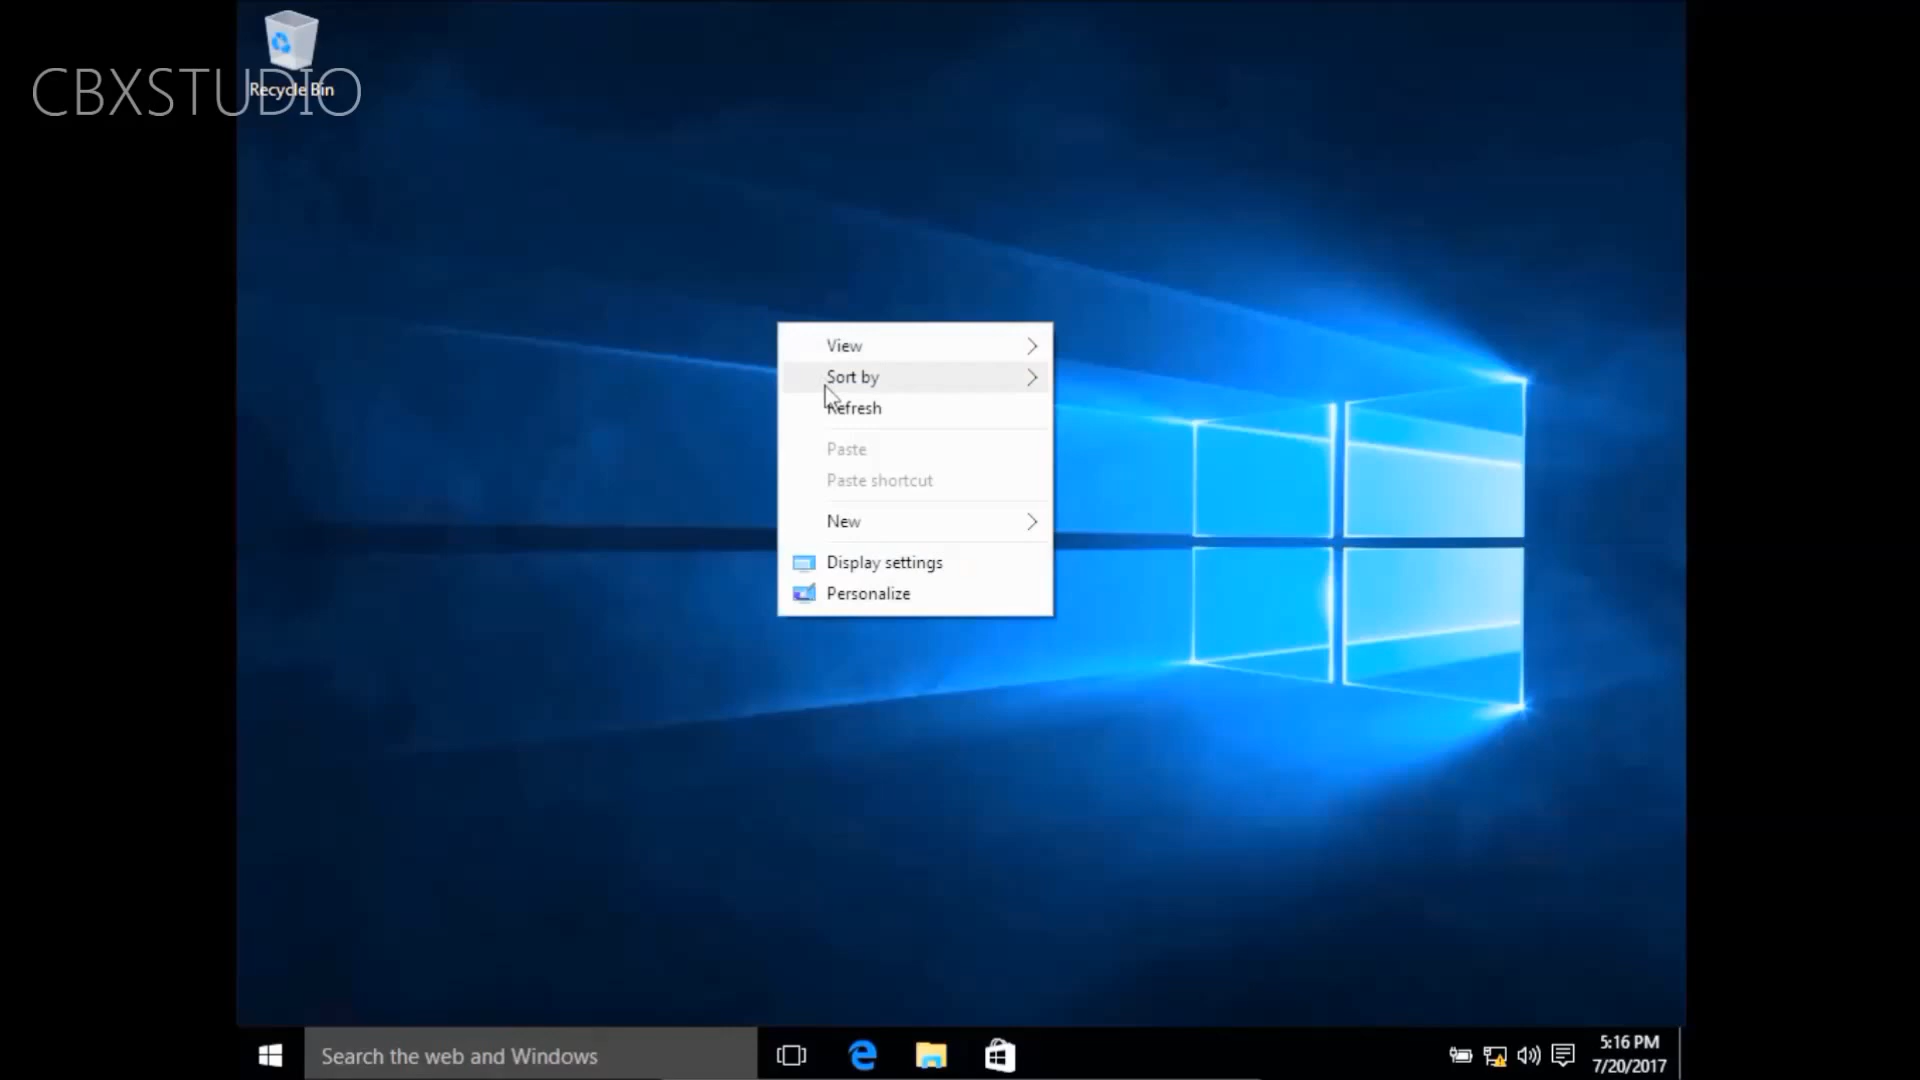 CBXSTUDIO
Recycle Bin
View
Sort by
Refresh
Paste
Paste shortcut
New
Display settings
Personalize
Search the web and Windows
5:16 PM
7/20/2017